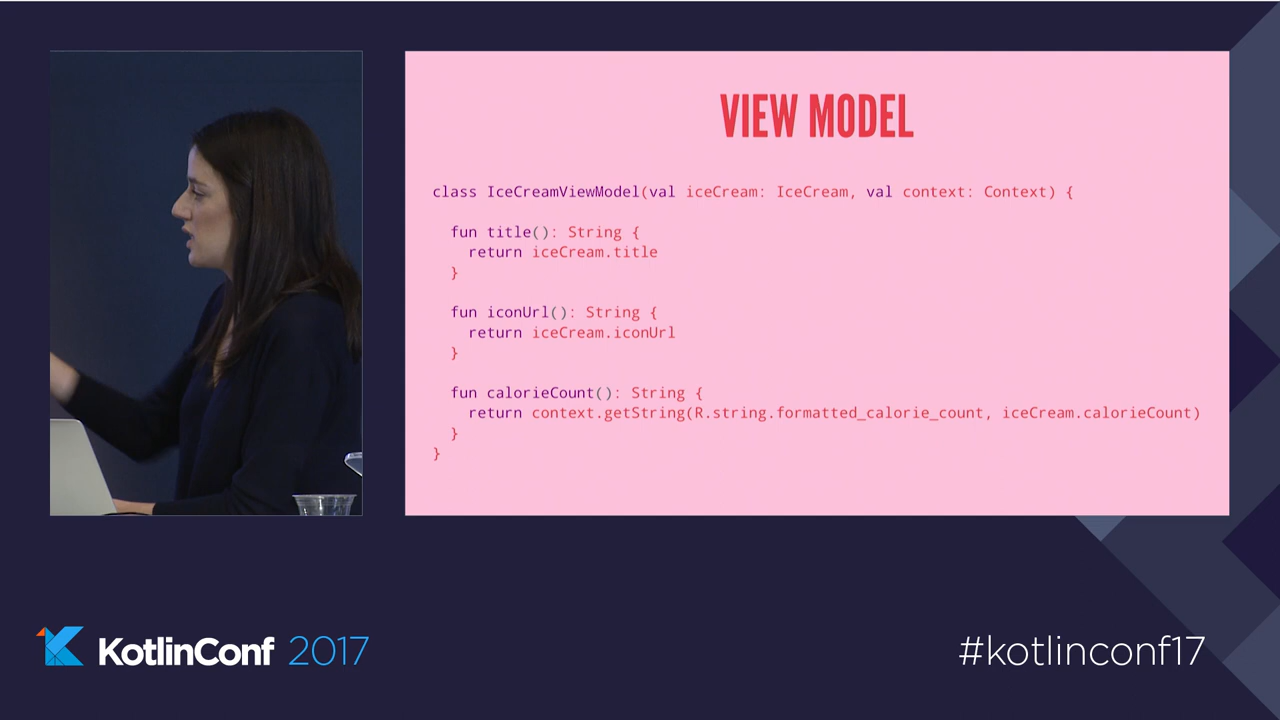 VIEW MODEL
class IceCreamViewModel(val iceCream: IceCream, val context: Context) {
fun title(): String {
return iceCream.title
}
fun iconUrl(): String {
return iceCream.iconUrl
}
fun calorieCount(): String {
return context.getString(R.string.formatted_calorie_count, iceCream.calorieCount)
}
}
KotlinConf 2017
#kotlinconf17